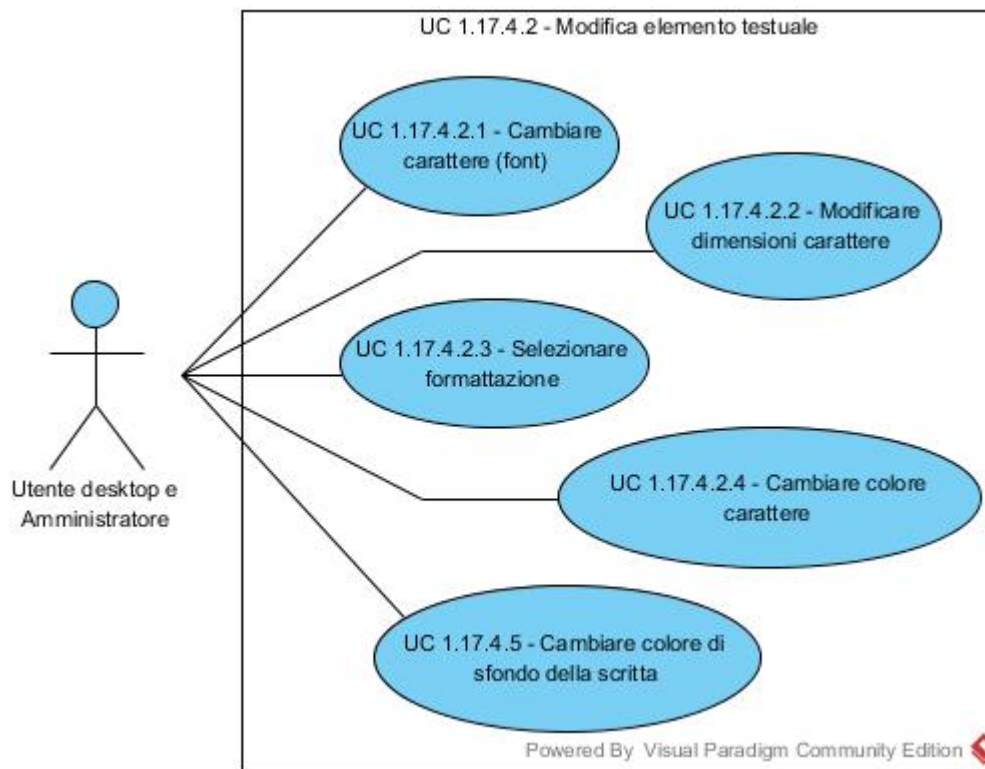 UC 1.17.4.2 - Modifica elemento testuale
UC 1.17.4.2.1 - Cambiare
carattere (font)
UC 1.17.4.2.2 - Modificare
dimensioni carattere
UC 1.17.4.2.3 - Selezionare
formattazione
Utente desktop e
Amministratore
UC 1.17.4.2.4 - Cambiare colore
carattere
UC 1.17.4.5 - Cambiare colore di
sfondo della scritta
Powered By Visual Paradigm Community Edition